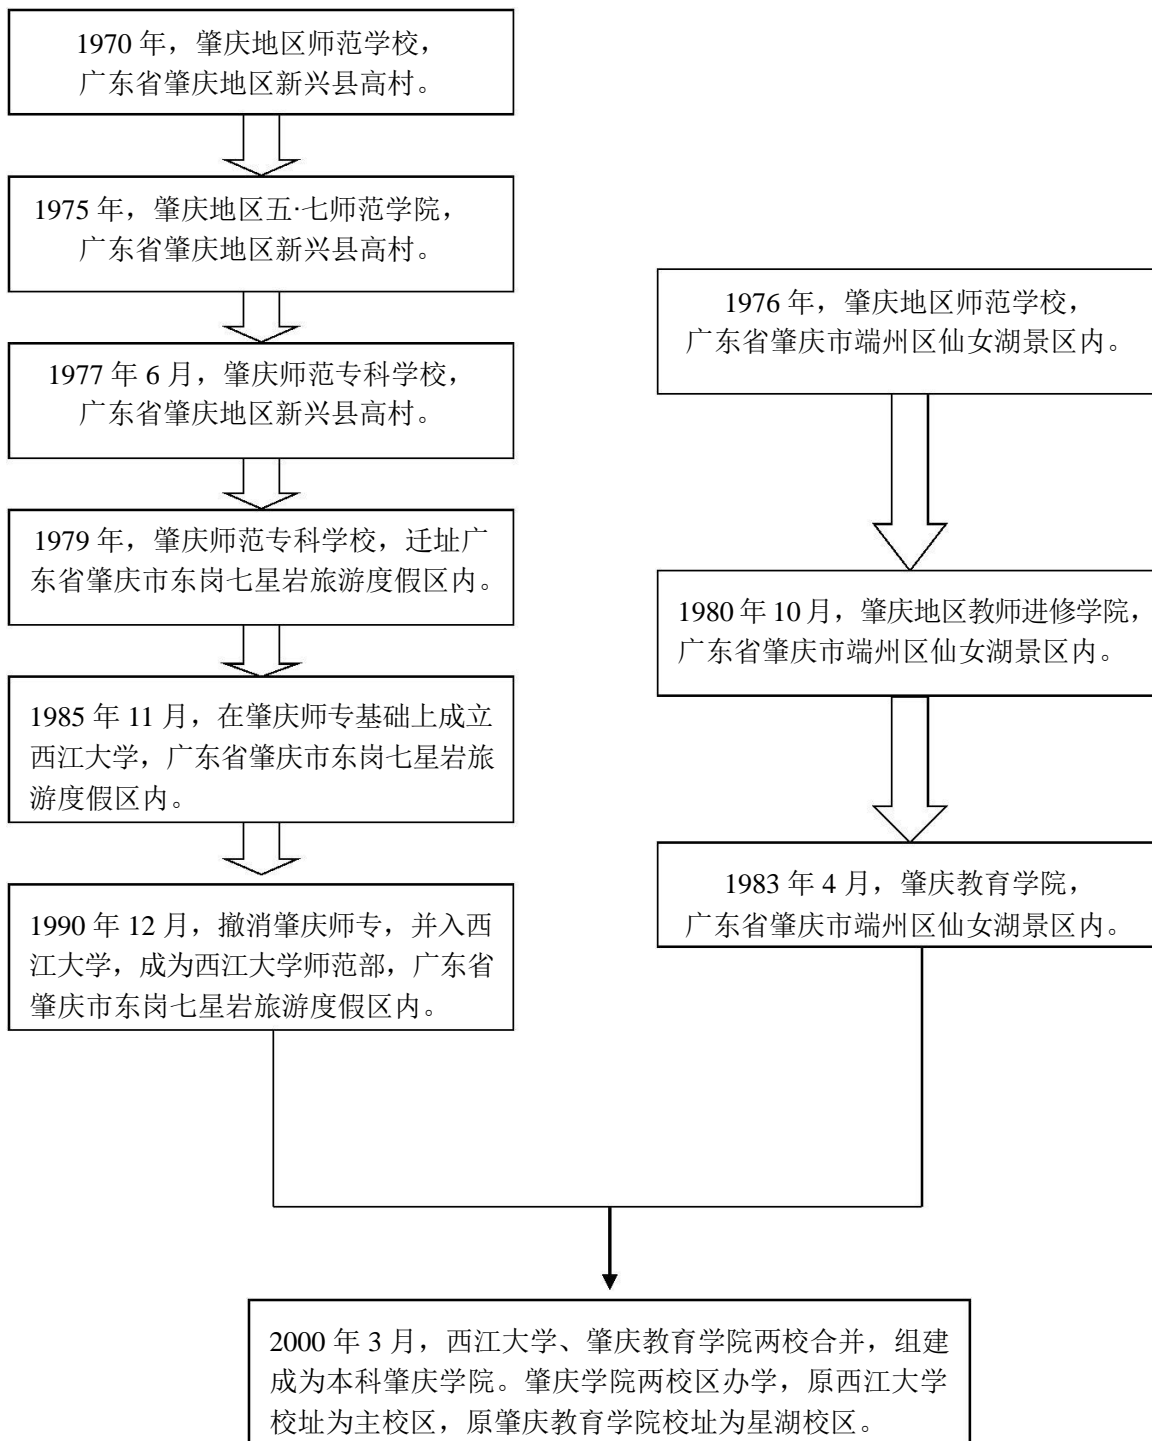 1970 年，肇庆地区师范学校，
广东省肇庆地区新兴县高村。
1975 年，肇庆地区五·七师范学院，
广东省肇庆地区新兴县高村。
1977 年 6 月，肇庆师范专科学校，
广东省肇庆地区新兴县高村。
1979 年，肇庆师范专科学校，迁址广
东省肇庆市东岗七星岩旅游度假区内。
1985 年 11 月，在肇庆师专基础上成立
西江大学，广东省肇庆市东岗七星岩旅
游度假区内。
1990 年 12 月，撤消肇庆师专，并入西
江大学，成为西江大学师范部，广东省
肇庆市东岗七星岩旅游度假区内。
1976 年，肇庆地区师范学校，
广东省肇庆市端州区仙女湖景区内。
1980 年 10 月，肇庆地区教师进修学院，
广东省肇庆市端州区仙女湖景区内。
1983 年 4 月，肇庆教育学院，
广东省肇庆市端州区仙女湖景区内。
2000 年 3 月，西江大学、肇庆教育学院两校合并，组建
成为本科肇庆学院。肇庆学院两校区办学，原西江大学
校址为主校区，原肇庆教育学院校址为星湖校区。